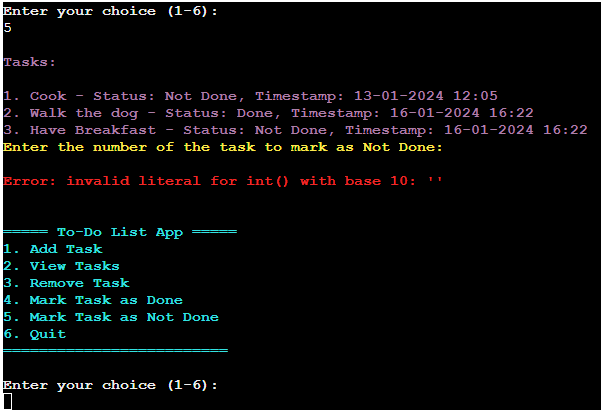 Enter your choice (1-6):
5
Tasks:
1. Cook - Status: Not Done, Timestamp: 13-01-2024 12:05
2. Walk the dog - Status: Done, Timestamp: 16-01-2024 16:22
3. Have Breakfast - Status: Not Done, Timestamp: 16-01-2024 16:22
Enter the number of the task to mark as Not Done:
Error: invalid literal for int() with base 10: ''
===== To-Do List App =====
1. Add Task
2. View Tasks
3. Remove Task
4. Mark Task as Done
5. Mark Task as Not Done
6. Quit
=========================
Enter your choice (1-6):